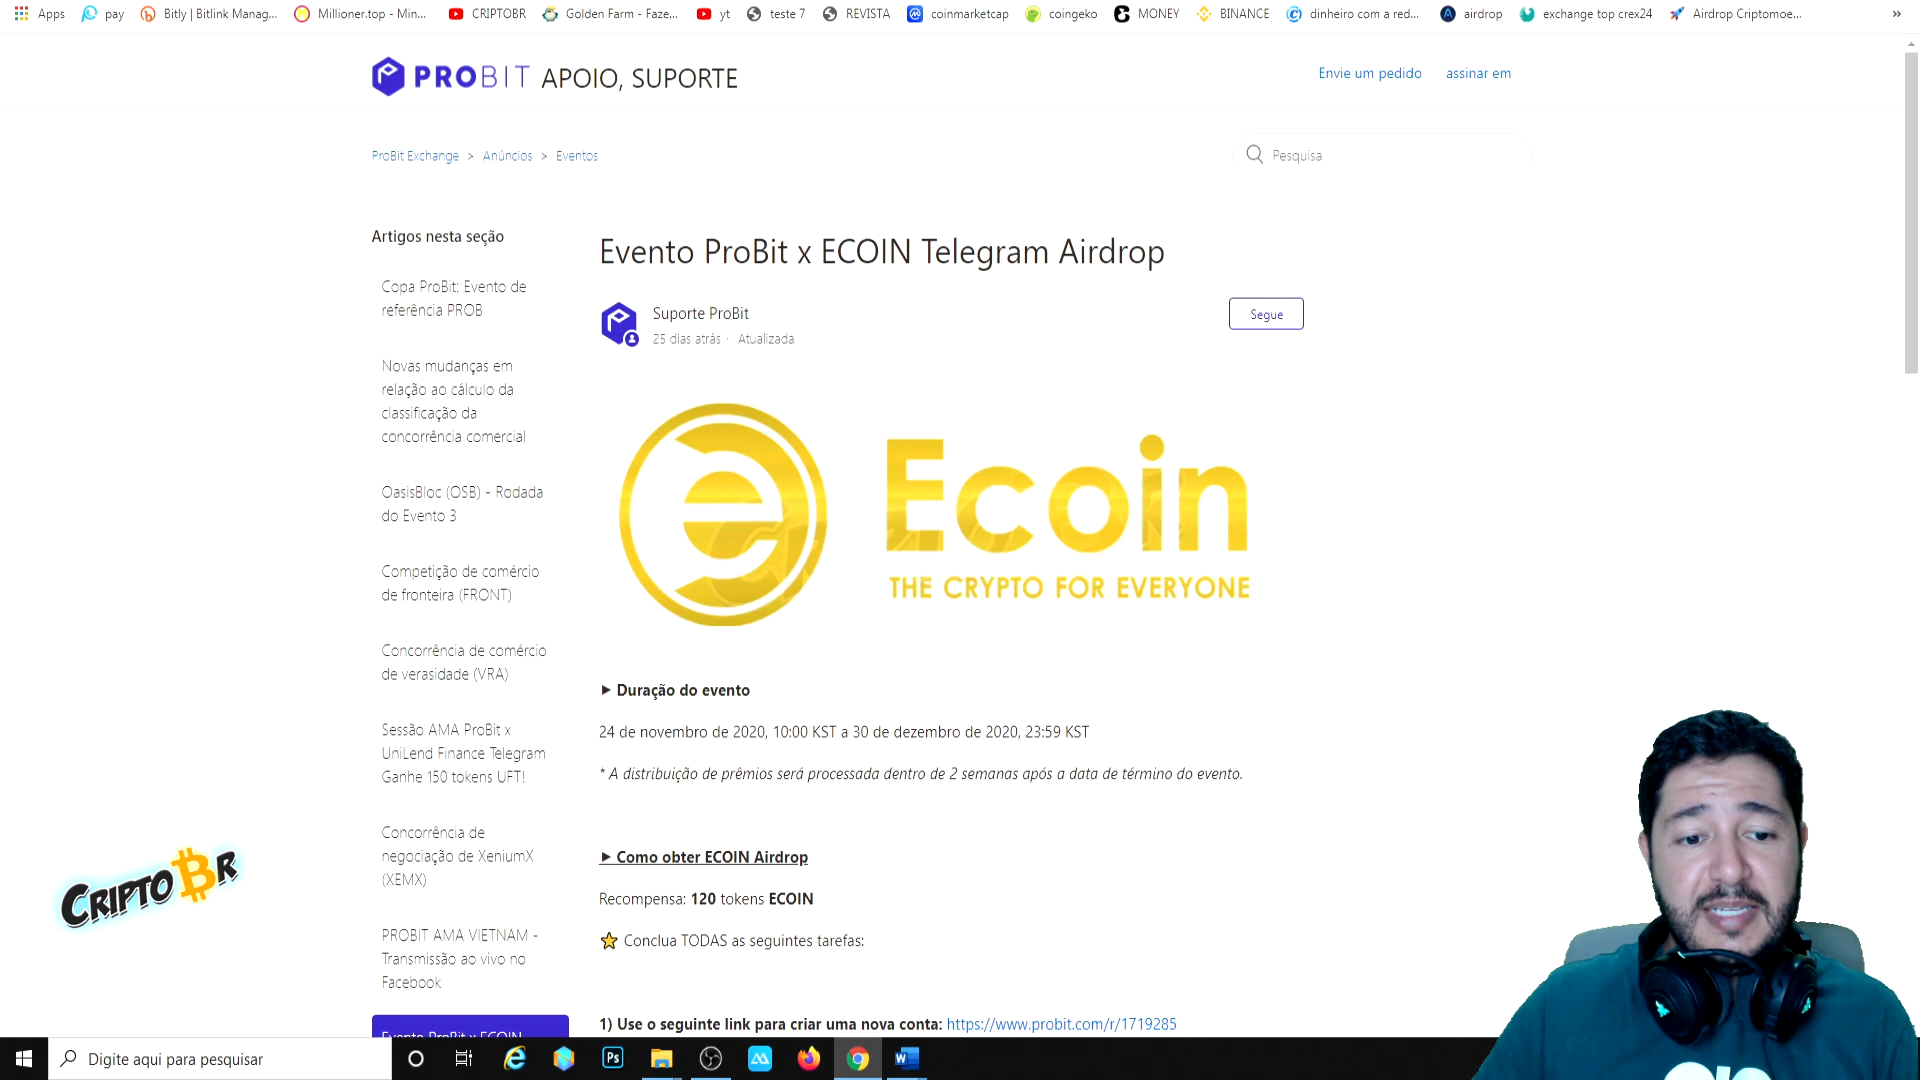 Apps
pay
Bitly | Bitlink Manag...
Millioner.top - Min...
CRIPTOBR
Golden Farm - Faze...
yt
teste 7
REVISTA
coinmarketcap
coingeko
MONEY
BINANCE
dinheiro com a red...
airdrop
exchange top crex24
Airdrop Criptomoe...
»
PROBIT APOIO, SUPORTE
Envie um pedido
assinar em
ProBit Exchange > Anúncios > Eventos
Pesquisa
Artigos nesta seção
Copa ProBit: Evento de
referência PROB
Novas mudanças em
relação ao cálculo da
classificação da
concorrência comercial
OasisBloc (OSB) - Rodada
do Evento 3
Competição de comércio
de fronteira (FRONT)
Concorrência de comércio
de verasidade (VRA)
Sessão AMA ProBit x
UniLend Finance Telegram
Ganhe 150 tokens UFT!
Concorrência de
negociação de XeniumX
(XEMX)
PROBIT AMA VIETNAM -
Transmissão ao vivo no
Facebook
Evento ProBit x ECOIN
Evento ProBit x ECOIN Telegram Airdrop
Suporte ProBit
25 dias atrás · Atualizada
Segue
Ecoin
THE CRYPTO FOR EVERYONE
► Duração do evento
24 de novembro de 2020, 10:00 KST a 30 de dezembro de 2020, 23:59 KST
* A distribuição de prêmios será processada dentro de 2 semanas após a data de término do evento.
► Como obter ECOIN Airdrop
Recompensa: 120 tokens ECOIN
⭐ Conclua TODAS as seguintes tarefas:
1) Use o seguinte link para criar uma nova conta: https://www.probit.com/r/1719285
CRIPTOBR
Digite aqui para pesquisar
Ps